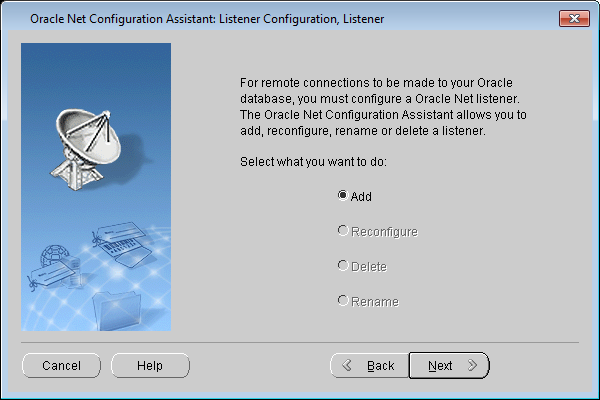 Oracle Net Configuration Assistant: Listener Configuration, Listener
For remote connections to be made to your Oracle
database, you must configure a Oracle Net listener.
The Oracle Net Configuration Assistant allows you to
add, reconfigure, rename or delete a listener.
Select what you want to do:
Add
Reconfigure
Delete
Rename
Cancel Help Back Next